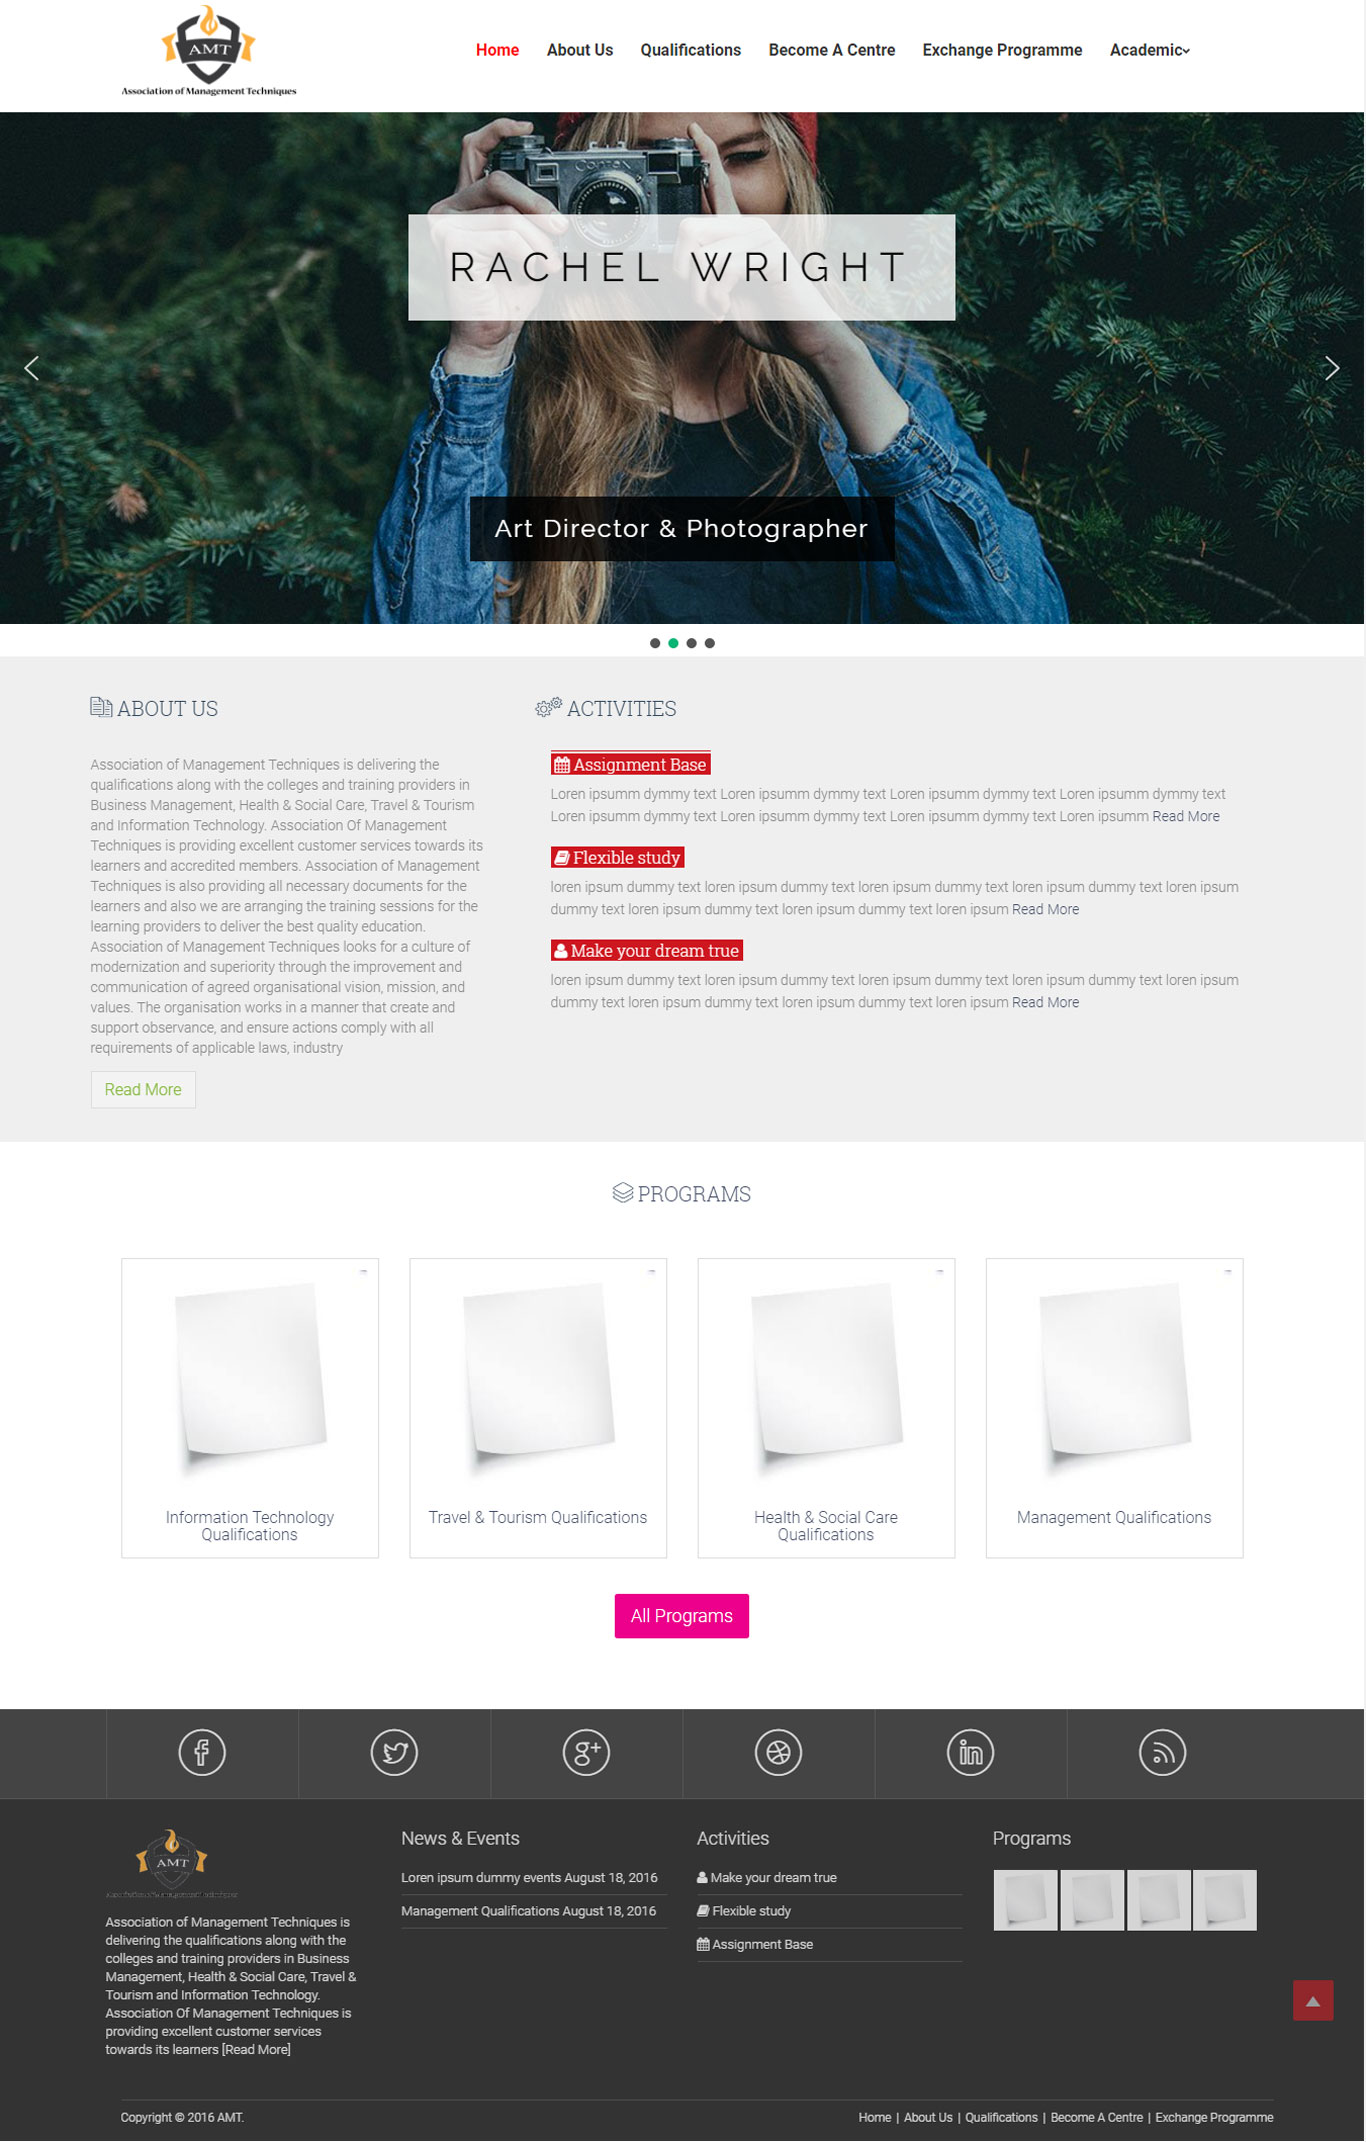 AMT
Association of Management Techniques
Home About Us Qualifications Become A Centre Exchange Programme Academic
Contax
RACHEL WRIGHT
Art Director & Photographer
ABOUT US
Association of Management Techniques is delivering the
qualifications along with the colleges and training providers in
Business Management, Health & Social Care, Travel & Tourism
and Information Technology. Association Of Management
Techniques is providing excellent customer services towards its
learners and accredited members. Association of Management
Techniques is also providing all necessary documents for the
learners and also we are arranging the training sessions for the
learning providers to deliver the best quality education.
Association of Management Techniques looks for a culture of
modernization and superiority through the improvement and
communication of agreed organisational vision, mission, and
values. The organisation works in a manner that create and
support observance, and ensure actions comply with all
requirements of applicable laws, industry
Read More
ACTIVITIES
Assignment Base
Loren ipsumm dymmy text Loren ipsumm dymmy text Loren ipsumm dymmy text Loren ipsumm dymmy text
Loren ipsumm dymmy text Loren ipsumm dymmy text Loren ipsumm dymmy text Loren ipsumm Read More
Flexible study
loren ipsum dummy text loren ipsum dummy text loren ipsum dummy text loren ipsum dummy text loren ipsum
dummy text loren ipsum dummy text loren ipsum dummy text loren ipsum Read More
Make your dream true
loren ipsum dummy text loren ipsum dummy text loren ipsum dummy text loren ipsum dummy text loren ipsum
dummy text loren ipsum dummy text loren ipsum dummy text loren ipsum Read More
PROGRAMS
Information Technology
Qualifications
Travel & Tourism Qualifications
Health & Social Care
Qualifications
Management Qualifications
All Programs
AMT
Association of Management Techniques
Association of Management Techniques is
delivering the qualifications along with the
colleges and training providers in Business
Management, Health & Social Care, Travel &
Tourism and Information Technology.
Association Of Management Techniques is
providing excellent customer services
towards its learners [Read More]
News & Events
Loren ipsum dummy events August 18, 2016
Management Qualifications August 18, 2016
Activities
Make your dream true
Flexible study
Assignment Base
Programs
Copyright © 2016 AMT.
Home | About Us | Qualifications | Become A Centre | Exchange Programme